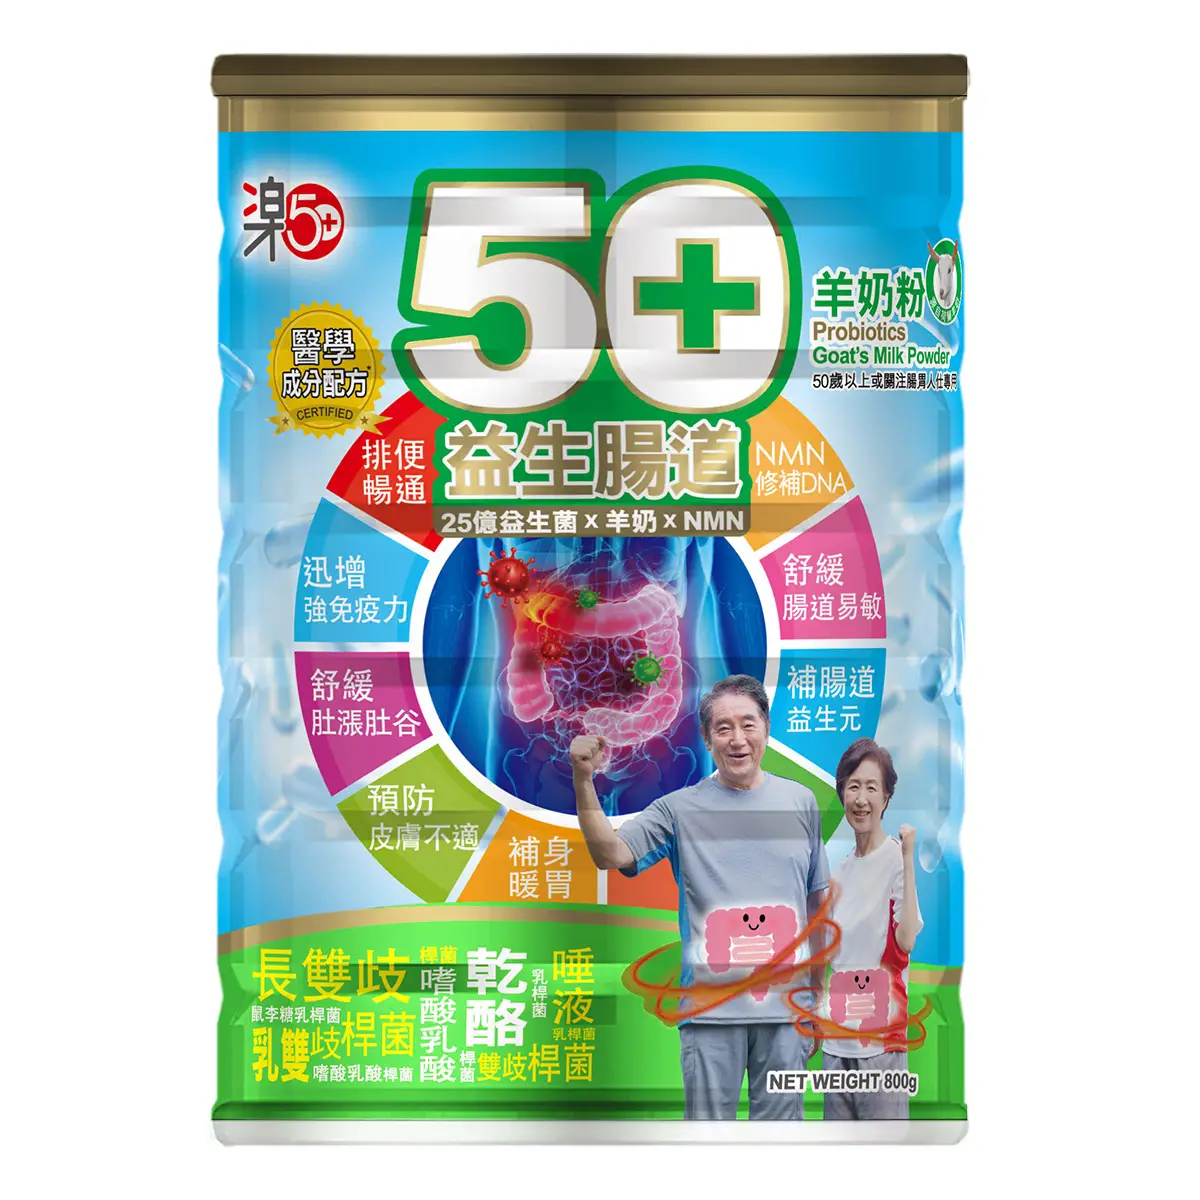 楽5+
50+
羊奶粉
Probiotics
Goat's Milk Powder
50歲以上或關注腸胃人仕專用
醫學
成分配方
CERTIFIED
益生腸道
25億益生菌 x 羊奶 x NMN
排便
暢通
NMN
修補DNA
迅增
強免疫力
舒緩
腸道易敏
舒緩
肚漲肚谷
補腸道
益生元
預防
皮膚不適
補身
暖胃
長雙歧
桿菌
鼠李糖乳桿菌
乳雙歧桿菌
嗜酸乳酸桿菌
嗜酸乳酸
桿菌
乾酪
乳桿菌
雙歧桿菌
唾液
乳桿菌
NET WEIGHT 800g